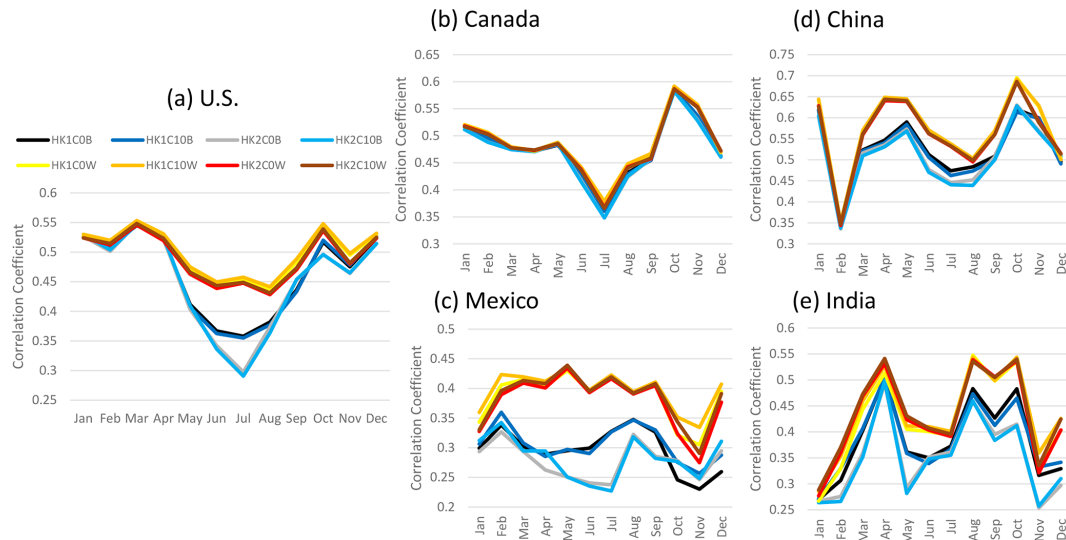 (a) U.S.
HK1C0B HK1C10B HK2C0B HK2C10B
HK1C0W HK1C10W HK2C0W HK2C10W
Correlation Coefficient
0.6
0.55
0.5
0.45
0.4
0.35
0.3
0.25
Jan Feb Mar Apr May Jun Jul Aug Sep Oct Nov Dec
(b) Canada
Correlation Coefficient
0.65
0.6
0.55
0.5
0.45
0.4
0.35
0.3
Jan Feb Mar Apr May Jun Jul Aug Sep Oct Nov Dec
(c) Mexico
Correlation Coefficient
0.5
0.45
0.4
0.35
0.3
0.25
0.2
Jan Feb Mar Apr May Jun Jul Aug Sep Oct Nov Dec
(d) China
Correlation Coefficient
0.75
0.7
0.65
0.6
0.55
0.5
0.45
0.4
0.35
0.3
Jan Feb Mar Apr May Jun Jul Aug Sep Oct Nov Dec
(e) India
Correlation Coefficient
0.6
0.55
0.5
0.45
0.4
0.35
0.3
0.25
Jan Feb Mar Apr May Jun Jul Aug Sep Oct Nov Dec